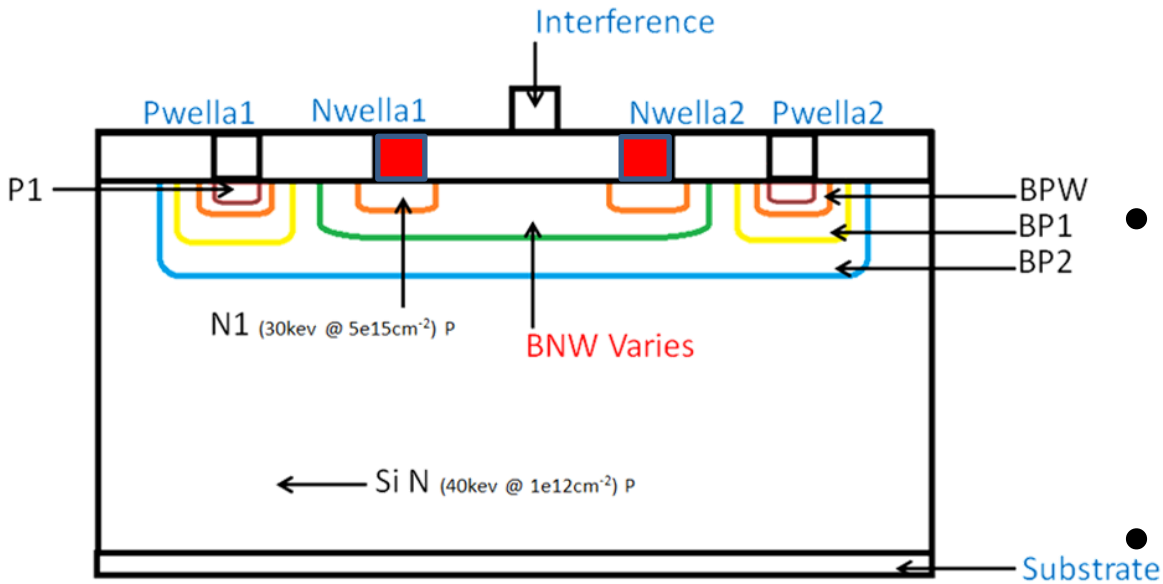 Interference
Pwella1 Nwella1 Nwella2 Pwella2
P1
BPW
BP1
BP2
N1 (30kev @ 5e15cm⁻²) P
BNW Varies
Si N (40kev @ 1e12cm⁻²) P
Substrate